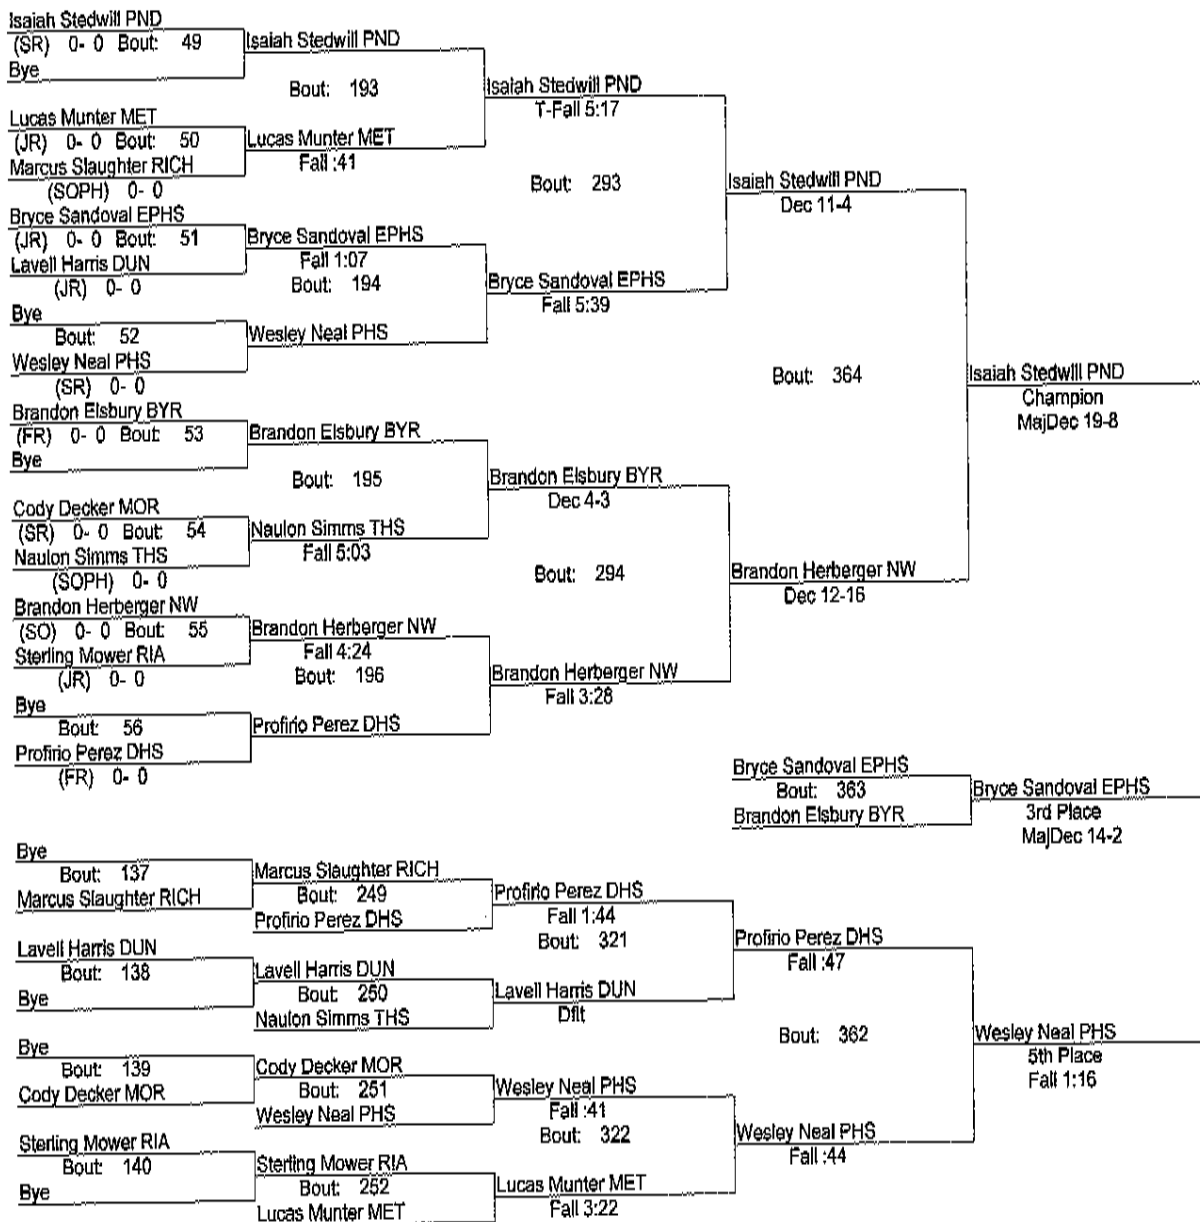 Isaiah Stedwill PND
(SR) 0- 0 Bout: 49
Bye
Isaiah Stedwill PND
Bout: 193
Lucas Munter MET
(JR) 0- 0 Bout: 50
Marcus Slaughter RICH
(SOPH) 0- 0
Lucas Munter MET
Fall :41
Isaiah Stedwill PND
T-Fall 5:17
Bout: 293
Bryce Sandoval EPHS
(JR) 0- 0 Bout: 51
Lavell Harris DUN
(JR) 0- 0
Bryce Sandoval EPHS
Fall 1:07
Bout: 194
Bye
Bout: 52
Wesley Neal PHS
(SR) 0- 0
Wesley Neal PHS
Bryce Sandoval EPHS
Fall 5:39
Isaiah Stedwill PND
Dec 11-4
Bout: 364
Brandon Elsbury BYR
(FR) 0- 0 Bout: 53
Bye
Brandon Elsbury BYR
Bout: 195
Cody Decker MOR
(SR) 0- 0 Bout: 54
Naulon Simms THS
(SOPH) 0- 0
Naulon Simms THS
Fall 5:03
Brandon Elsbury BYR
Dec 4-3
Bout: 294
Brandon Herberger NW
(SO) 0- 0 Bout: 55
Sterling Mower RIA
(JR) 0- 0
Brandon Herberger NW
Fall 4:24
Bout: 196
Bye
Bout: 56
Profirio Perez DHS
(FR) 0- 0
Profirio Perez DHS
Brandon Herberger NW
Fall 3:28
Brandon Herberger NW
Dec 12-16
Isaiah Stedwill PND
Champion
MajDec 19-8
Bryce Sandoval EPHS
Bout: 363
Brandon Elsbury BYR
Bryce Sandoval EPHS
3rd Place
MajDec 14-2
Bye
Bout: 137
Marcus Slaughter RICH
Marcus Slaughter RICH
Bout: 249
Profirio Perez DHS
Profirio Perez DHS
Fall 1:44
Bout: 321
Lavell Harris DUN
Bout: 138
Bye
Lavell Harris DUN
Bout: 250
Naulon Simms THS
Lavell Harris DUN
Dflt
Profirio Perez DHS
Fall :47
Bout: 362
Bye
Bout: 139
Cody Decker MOR
Cody Decker MOR
Bout: 251
Wesley Neal PHS
Wesley Neal PHS
Fall :41
Bout: 322
Sterling Mower RIA
Bout: 140
Bye
Sterling Mower RIA
Bout: 252
Lucas Munter MET
Lucas Munter MET
Fall 3:22
Wesley Neal PHS
Fall :44
Wesley Neal PHS
5th Place
Fall 1:16